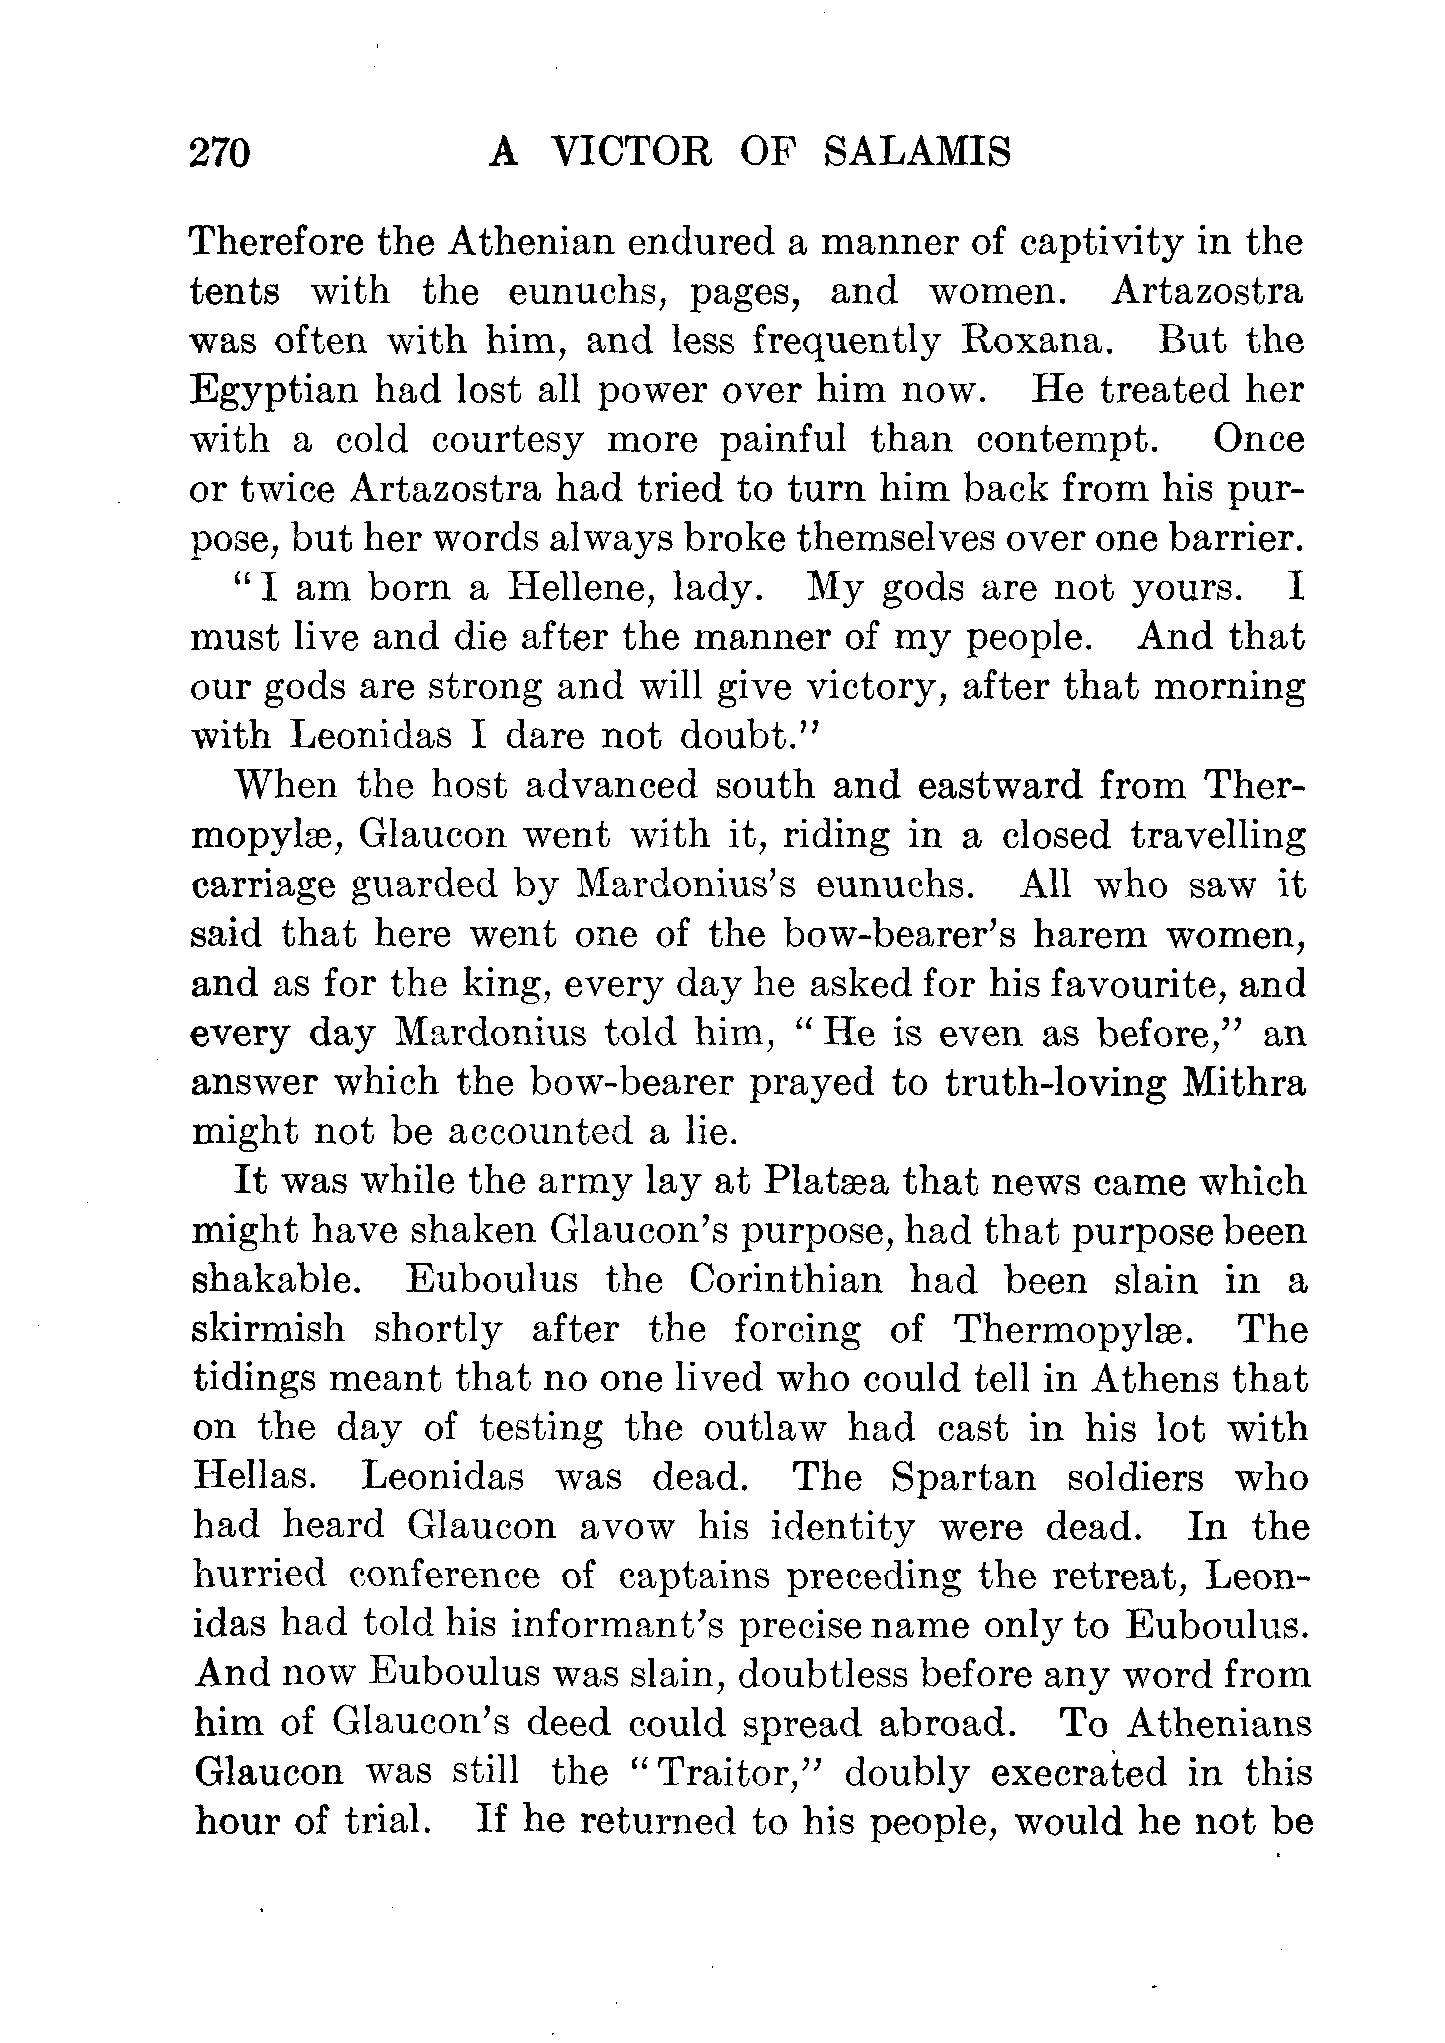 270 A VICTOR OF SALAMIS
Therefore the Athenian endured a manner of captivity in the
tents with the eunuchs, pages, and women. Artazostra
was often with him, and less frequently Roxana. But the
Egyptian had lost all power over him now. He treated her
with a cold courtesy more painful than contempt. Once
or twice Artazostra had tried to turn him back from his pur-
pose, but her words always broke themselves over one barrier.
“I am born a Hellene, lady. My gods are not yours. I
must live and die after the manner of my people. And that
our gods are strong and will give victory, after that morning
with Leonidas I dare not doubt.”
When the host advanced south and eastward from Ther-
mopylæ, Glaucon went with it, riding in a closed travelling
carriage guarded by Mardonius's eunuchs. All who saw it
said that here went one of the bow-bearer's harem women,
and as for the king, every day he asked for his favourite, and
every day Mardonius told him, “He is even as before,” an
answer which the bow-bearer prayed to truth-loving Mithra
might not be accounted a lie.
It was while the army lay at Platæa that news came which
might have shaken Glaucon's purpose, had that purpose been
shakable. Euboulus the Corinthian had been slain in a
skirmish shortly after the forcing of Thermopylæ. The
tidings meant that no one lived who could tell in Athens that
on the day of testing the outlaw had cast in his lot with
Hellas. Leonidas was dead. The Spartan soldiers who
had heard Glaucon avow his identity were dead. In the
hurried conference of captains preceding the retreat, Leon-
idas had told his informant's precise name only to Euboulus.
And now Euboulus was slain, doubtless before any word from
him of Glaucon's deed could spread abroad. To Athenians
Glaucon was still the “Traitor,” doubly execrated in this
hour of trial. If he returned to his people, would he not be